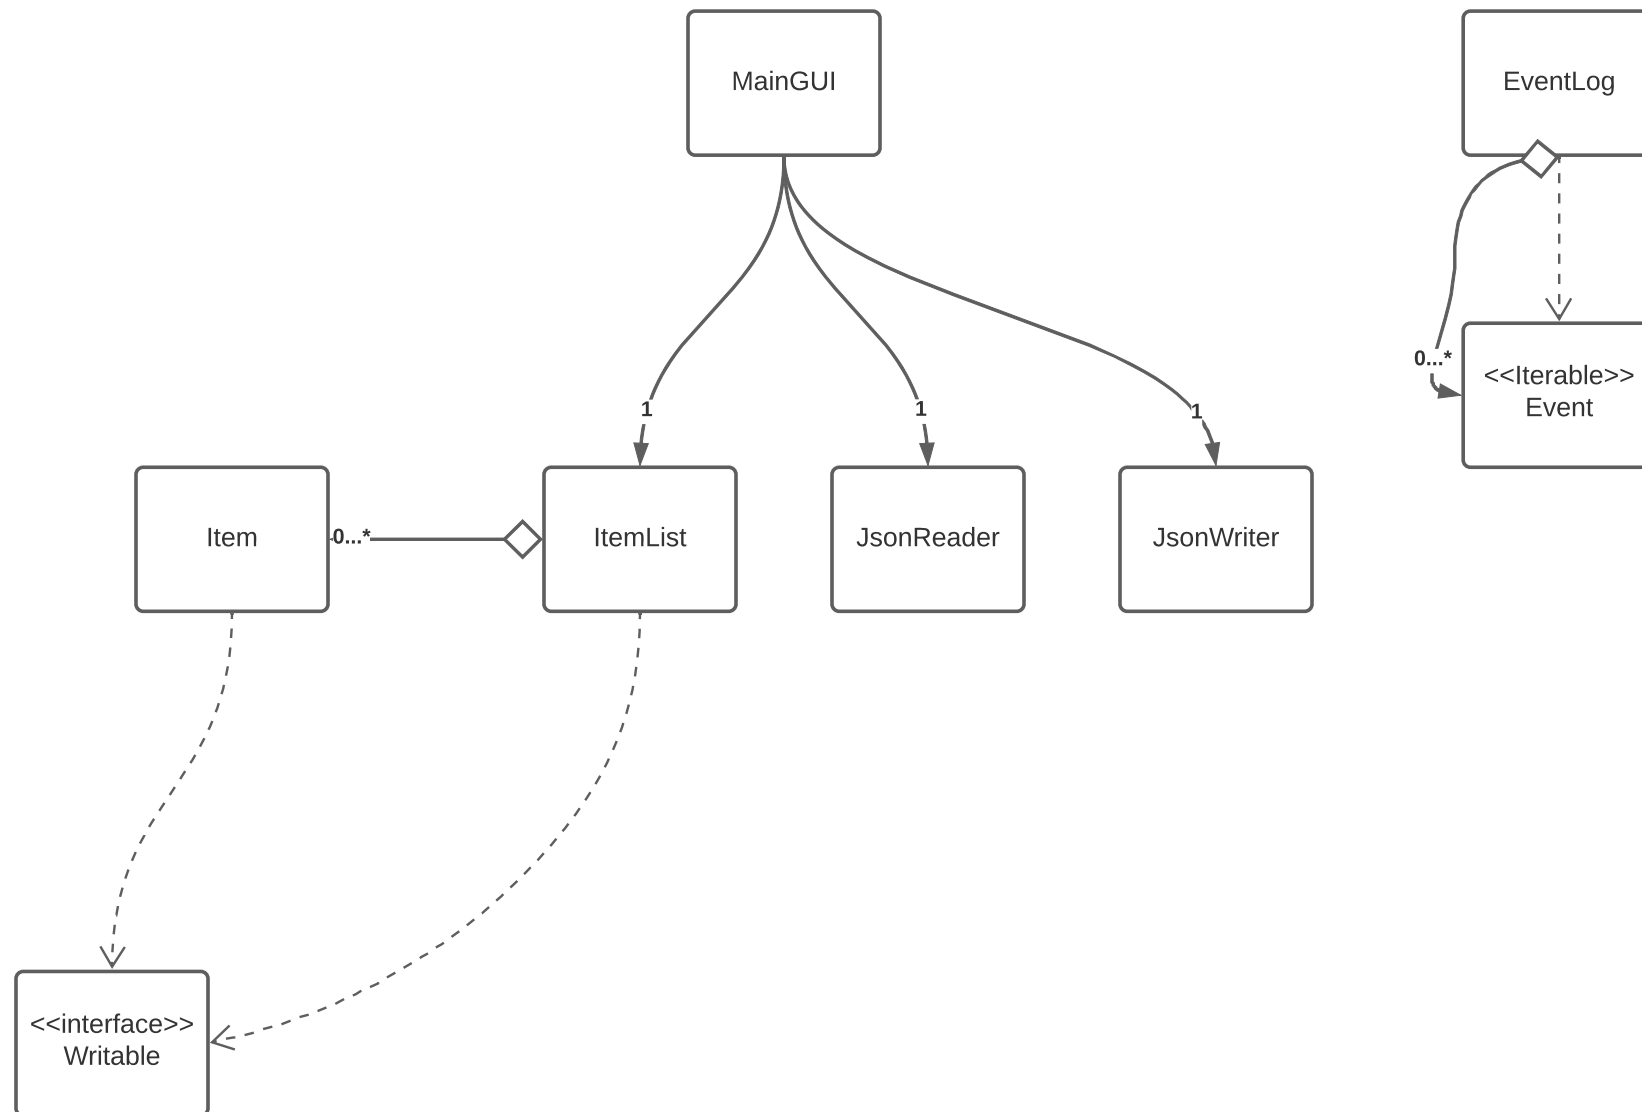 MainGUI
EventLog
0...*
<<Iterable>>
Event
1
1
1
Item
0...*
ItemList
JsonReader
JsonWriter
<<interface>>
Writable